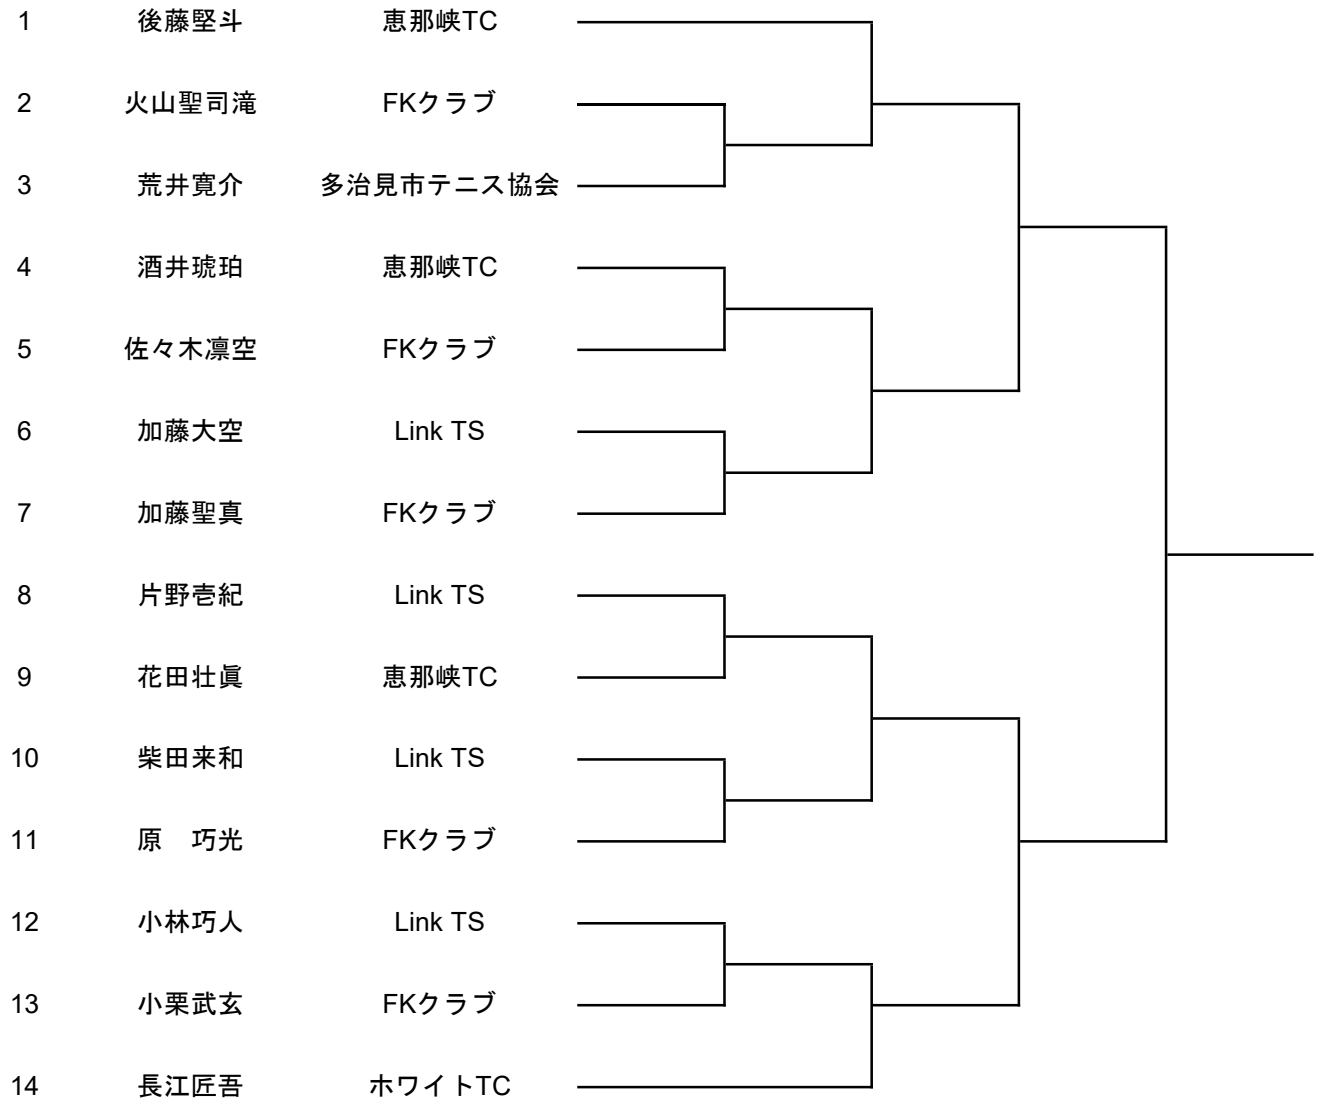 1 後藤堅斗 恵那峡TC
2 火山聖司滝 FKクラブ
3 荒井寛介 多治見市テニス協会
4 酒井琥珀 恵那峡TC
5 佐々木凛空 FKクラブ
6 加藤大空 Link TS
7 加藤聖真 FKクラブ
8 片野壱紀 Link TS
9 花田壮眞 恵那峡TC
10 柴田来和 Link TS
11 原　巧光 FKクラブ
12 小林巧人 Link TS
13 小栗武玄 FKクラブ
14 長江匠吾 ホワイトTC